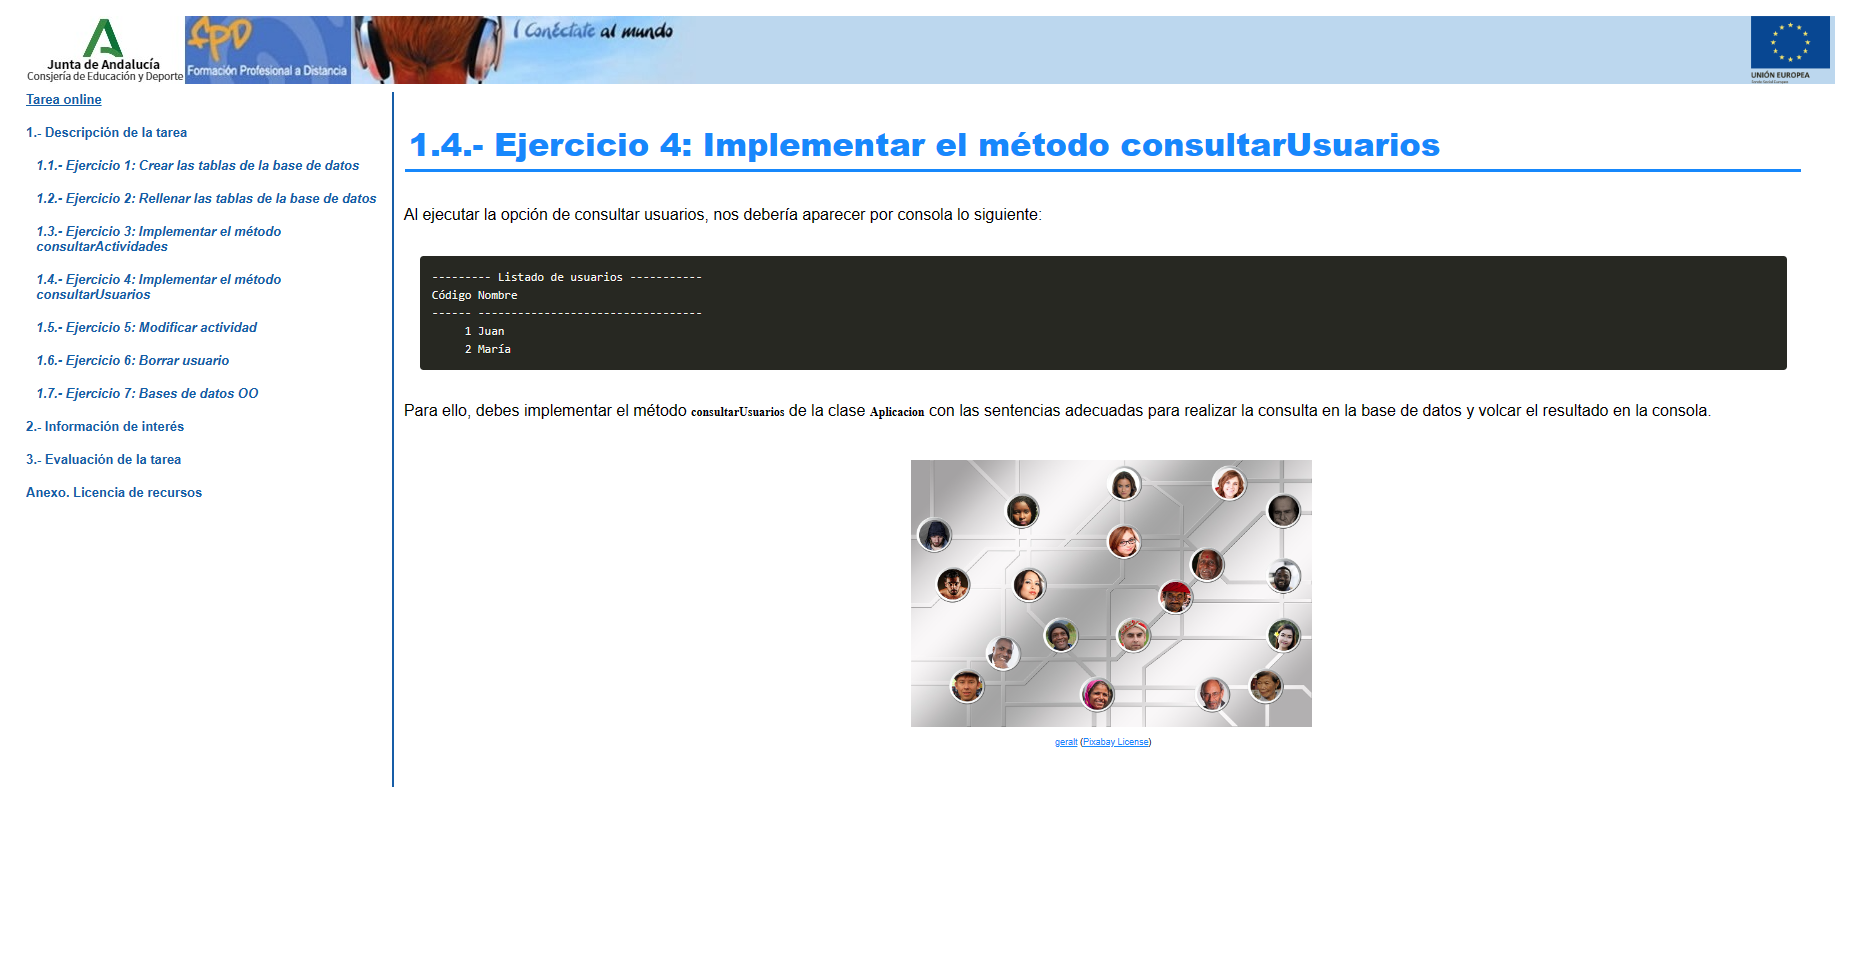 Junta de Andalucía
Consejería de Educación y Deporte
fpD
Formación Profesional a Distancia
Conéctate al mundo
UNIÓN EUROPEA
Fondo Social Europeo
Tarea online
1.- Descripción de la tarea
1.1.- Ejercicio 1: Crear las tablas de la base de datos
1.2.- Ejercicio 2: Rellenar las tablas de la base de datos
1.3.- Ejercicio 3: Implementar el método
consultarActividades
1.4.- Ejercicio 4: Implementar el método
consultarUsuarios
1.5.- Ejercicio 5: Modificar actividad
1.6.- Ejercicio 6: Borrar usuario
1.7.- Ejercicio 7: Bases de datos OO
2.- Información de interés
3.- Evaluación de la tarea
Anexo. Licencia de recursos
1.4.- Ejercicio 4: Implementar el método consultarUsuarios
Al ejecutar la opción de consultar usuarios, nos debería aparecer por consola lo siguiente:
--------- Listado de usuarios -----------
Código Nombre
------ ----------------------------------
1 Juan
2 María
Para ello, debes implementar el método consultarUsuarios de la clase Aplicacion con las sentencias adecuadas para realizar la consulta en la base de datos y volcar el resultado en la consola.
geralt (Pixabay License)